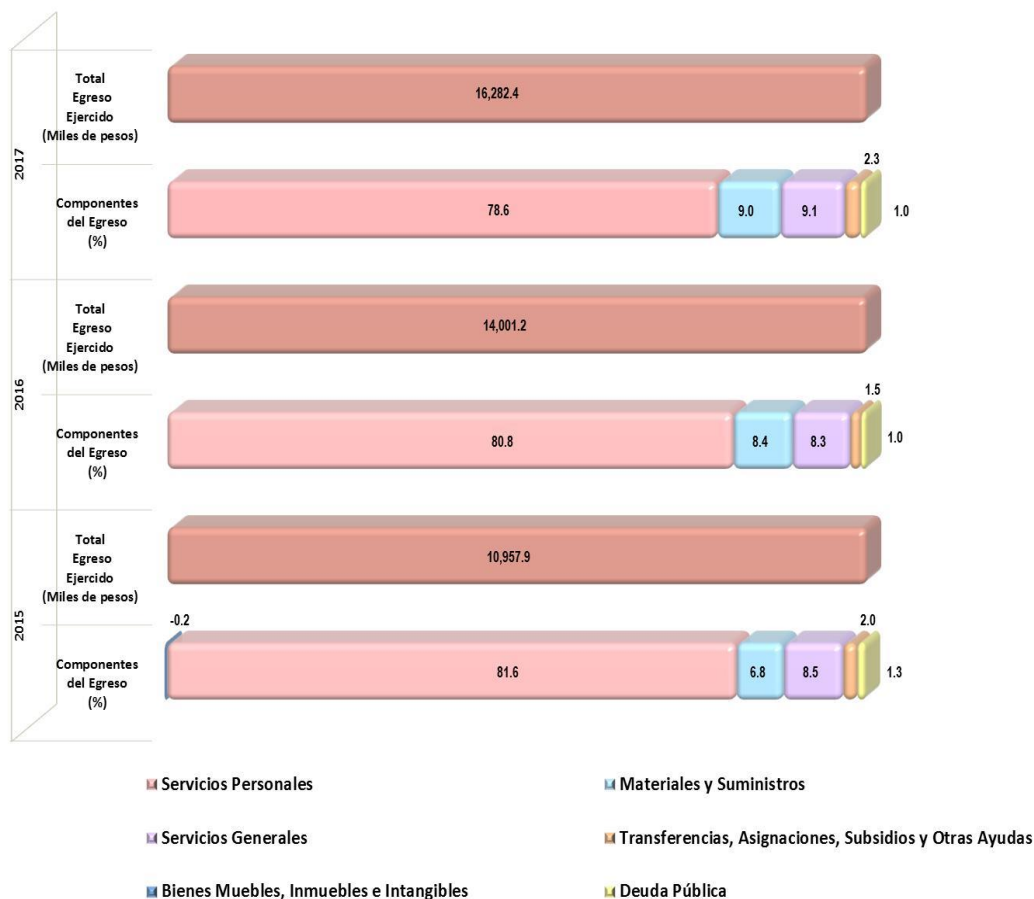 2017
Total
Egreso
Ejercido
(Miles de pesos)
16,282.4
Componentes
del Egreso
(%)
78.6
9.0
9.1
2.3
1.0
2016
Total
Egreso
Ejercido
(Miles de pesos)
14,001.2
Componentes
del Egreso
(%)
80.8
8.4
8.3
1.5
1.0
2015
Total
Egreso
Ejercido
(Miles de pesos)
10,957.9
Componentes
del Egreso
(%)
-0.2
81.6
6.8
8.5
2.0
1.3
Servicios Personales
Materiales y Suministros
Servicios Generales
Transferencias, Asignaciones, Subsidios y Otras Ayudas
Bienes Muebles, Inmuebles e Intangibles
Deuda Pública